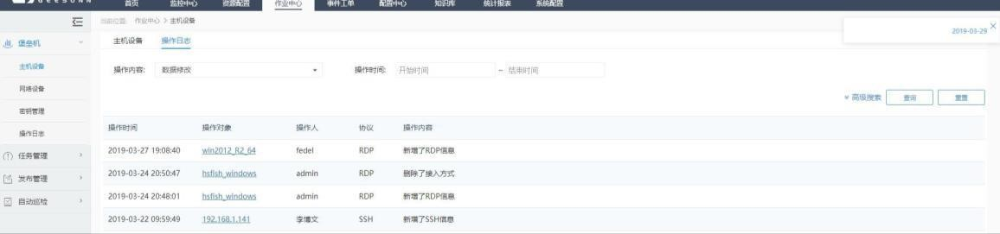 GEESUNN 首页 监控中心 资源配置 作业中心 事件工单 配置中心 知识库 统计报表 系统配置
当前位置: 作业中心 > 主机设备
2019-03-29
堡垒机
主机设备
网络设备
密钥管理
操作日志
任务管理
发布管理
自动巡检
主机设备 操作日志
操作内容: 数据修改 操作时间: 开始时间 ~ 结束时间
高级搜索 查询 重置
操作时间 操作对象 操作人 协议 操作内容
2019-03-27 19:08:40 win2012_R2_64 fedel RDP 新增了RDP信息
2019-03-24 20:50:47 hsfish_windows admin RDP 删除了接入方式
2019-03-24 20:48:01 hsfish_windows admin RDP 新增了RDP信息
2019-03-22 09:59:49 192.168.1.141 李博文 SSH 新增了SSH信息